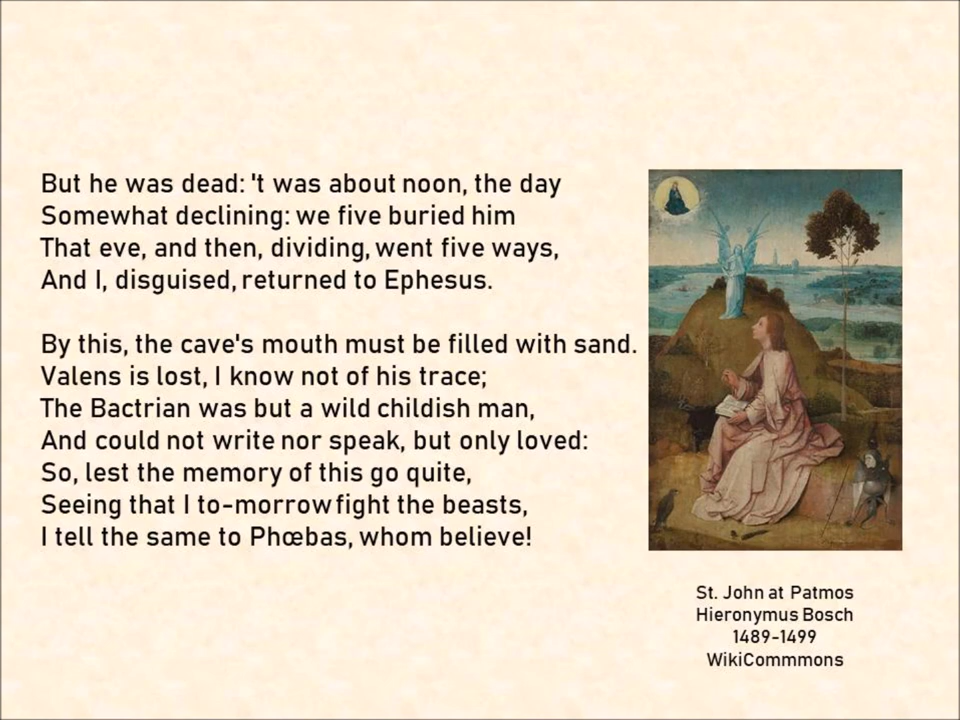 But he was dead: 't was about noon, the day
Somewhat declining: we five buried him
That eve, and then, dividing, went five ways,
And I, disguised, returned to Ephesus.
By this, the cave's mouth must be filled with sand.
Valens is lost, I know not of his trace;
The Bactrian was but a wild childish man,
And could not write nor speak, but only loved:
So, lest the memory of this go quite,
Seeing that I to-morrow fight the beasts,
I tell the same to Phœbas, whom believe!
St. John at Patmos
Hieronymus Bosch
1489-1499
WikiCommmons